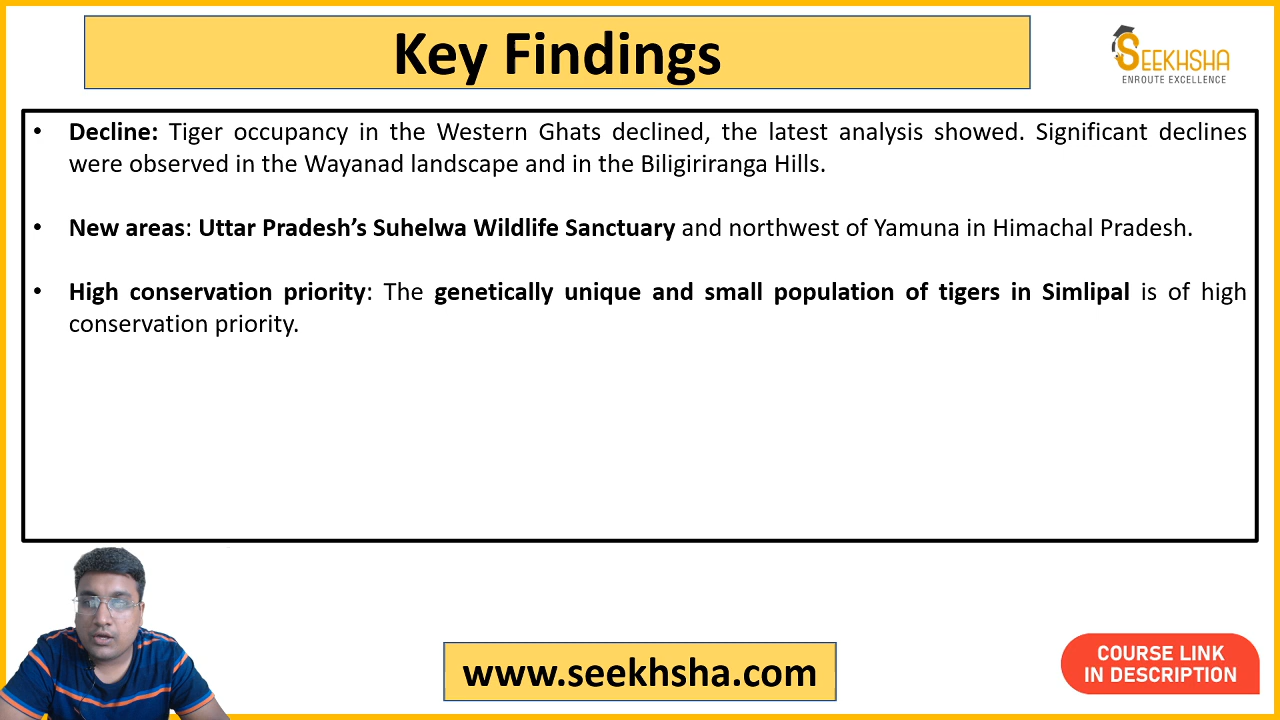 Key Findings
SEEKHSHA
ENROUTE EXCELLENCE
• Decline: Tiger occupancy in the Western Ghats declined, the latest analysis showed. Significant declines
were observed in the Wayanad landscape and in the Biligiriranga Hills.
• New areas: Uttar Pradesh’s Suhelwa Wildlife Sanctuary and northwest of Yamuna in Himachal Pradesh.
• High conservation priority: The genetically unique and small population of tigers in Simlipal is of high
conservation priority.
www.seekhsha.com
COURSE LINK
IN DESCRIPTION